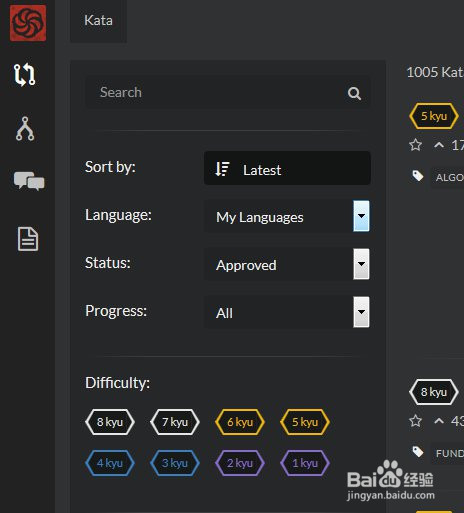 Kata
Search
1005 Kat
Sort by: Latest
Language: My Languages
Status: Approved
Progress: All
Difficulty:
8 kyu 7 kyu 6 kyu 5 kyu
4 kyu 3 kyu 2 kyu 1 kyu
5 kyu
17
ALGO
8 kyu
43
FUND
Baidu 经验
jingyan.baidu.com